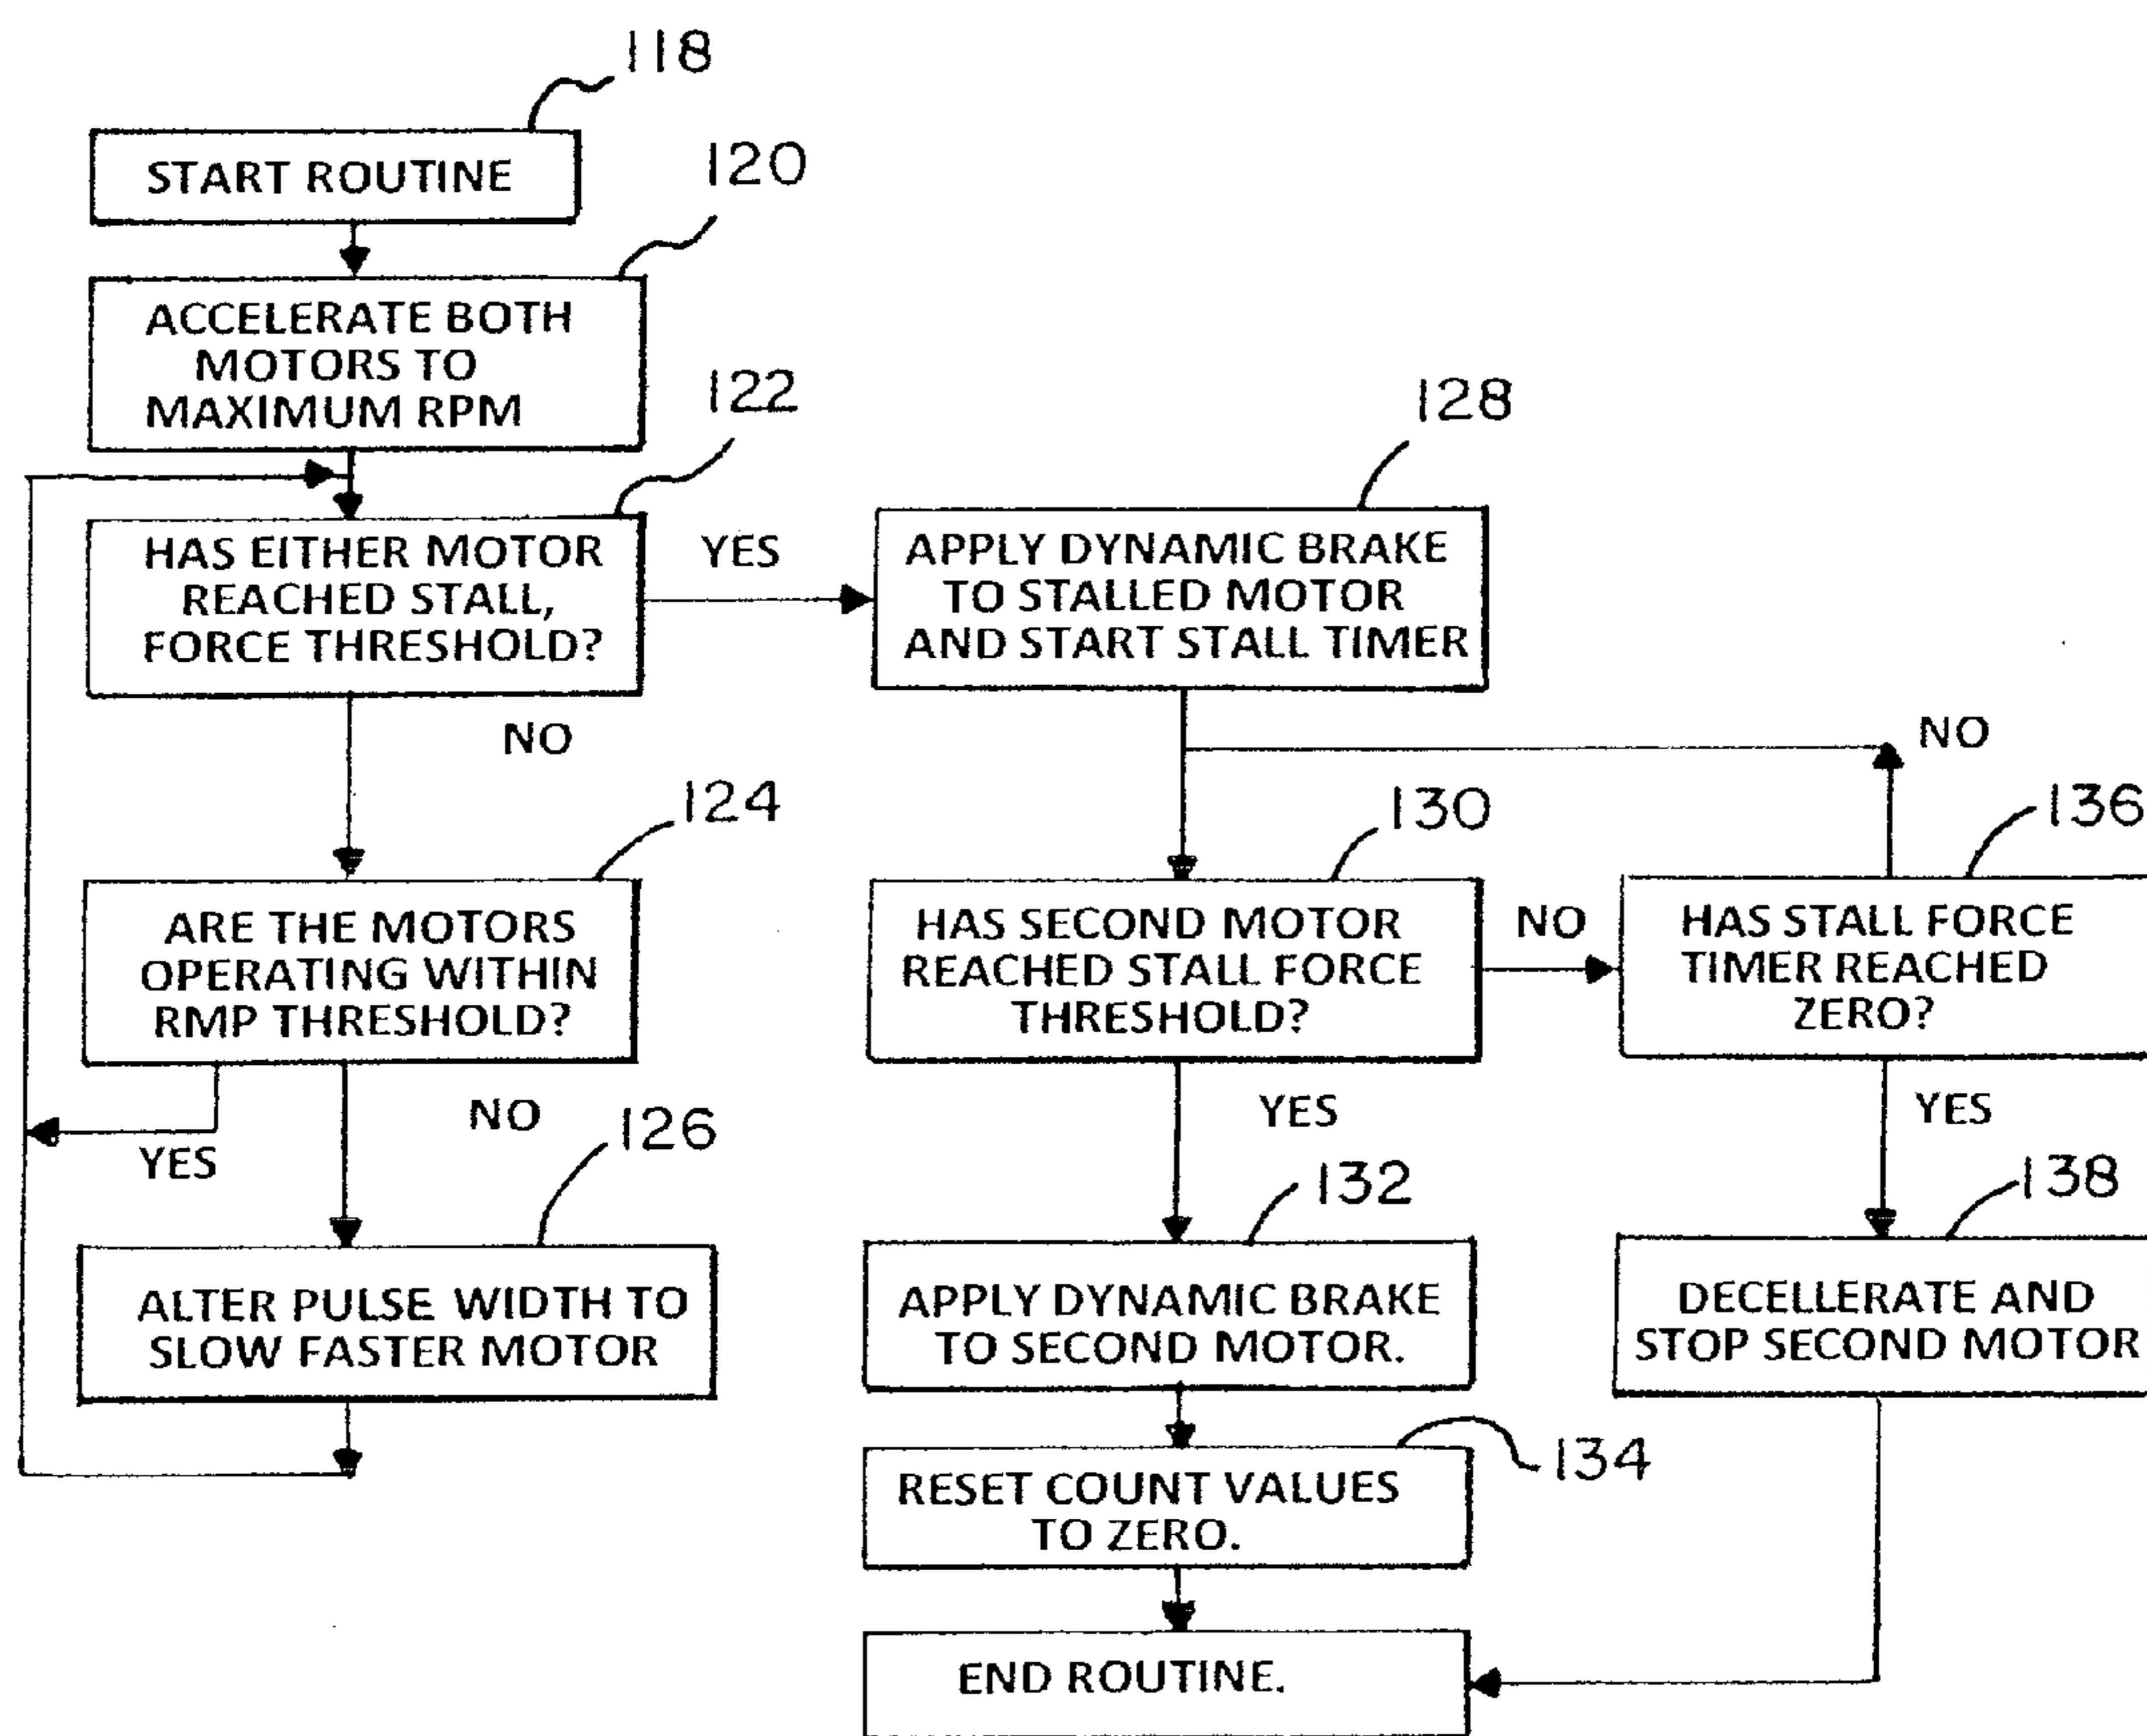 118
START ROUTINE
120
ACCELERATE BOTH
MOTORS TO
MAXIMUM RPM
122
HAS EITHER MOTOR
REACHED STALL,
FORCE THRESHOLD?
YES
NO
124
ARE THE MOTORS
OPERATING WITHIN
RMP THRESHOLD?
YES
NO
126
ALTER PULSE WIDTH TO
SLOW FASTER MOTOR
128
APPLY DYNAMIC BRAKE
TO STALLED MOTOR
AND START STALL TIMER
130
HAS SECOND MOTOR
REACHED STALL FORCE
THRESHOLD?
NO
YES
132
APPLY DYNAMIC BRAKE
TO SECOND MOTOR.
134
RESET COUNT VALUES
TO ZERO.
END ROUTINE.
NO
136
HAS STALL FORCE
TIMER REACHED
ZERO?
YES
138
DECELLERATE AND
STOP SECOND MOTOR